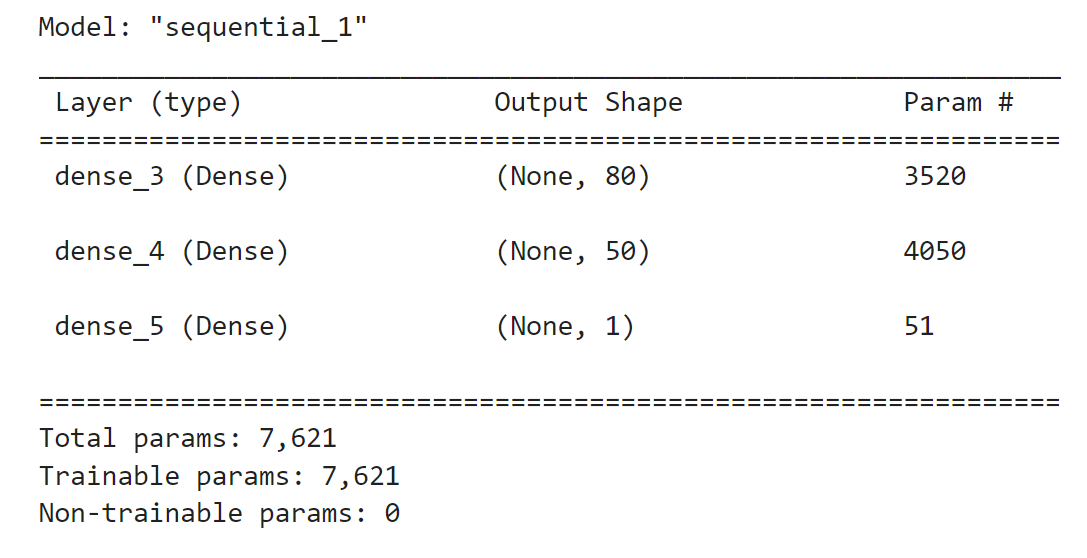 Model: "sequential_1"
_________________________________________________________________
Layer (type) Output Shape Param #
=================================================================
dense_3 (Dense) (None, 80) 3520
dense_4 (Dense) (None, 50) 4050
dense_5 (Dense) (None, 1) 51
=================================================================
Total params: 7,621
Trainable params: 7,621
Non-trainable params: 0